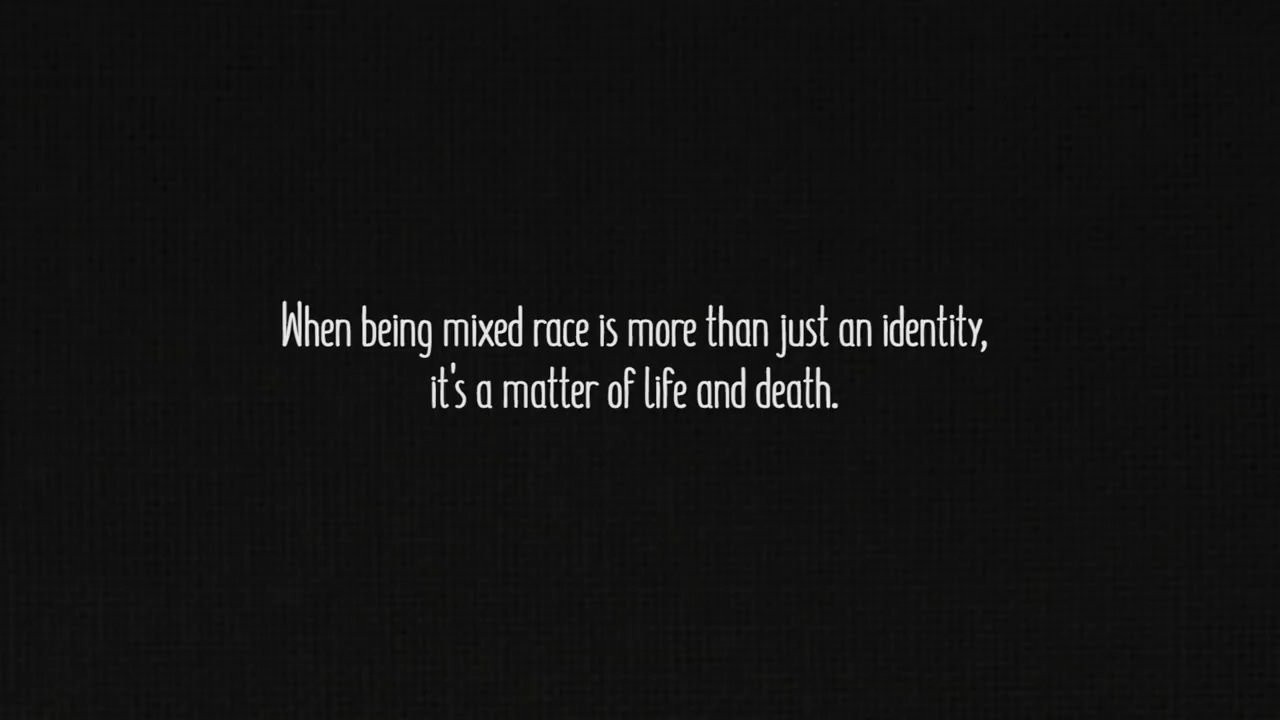 When being mixed race is more than just an identity,
it's a matter of life and death.